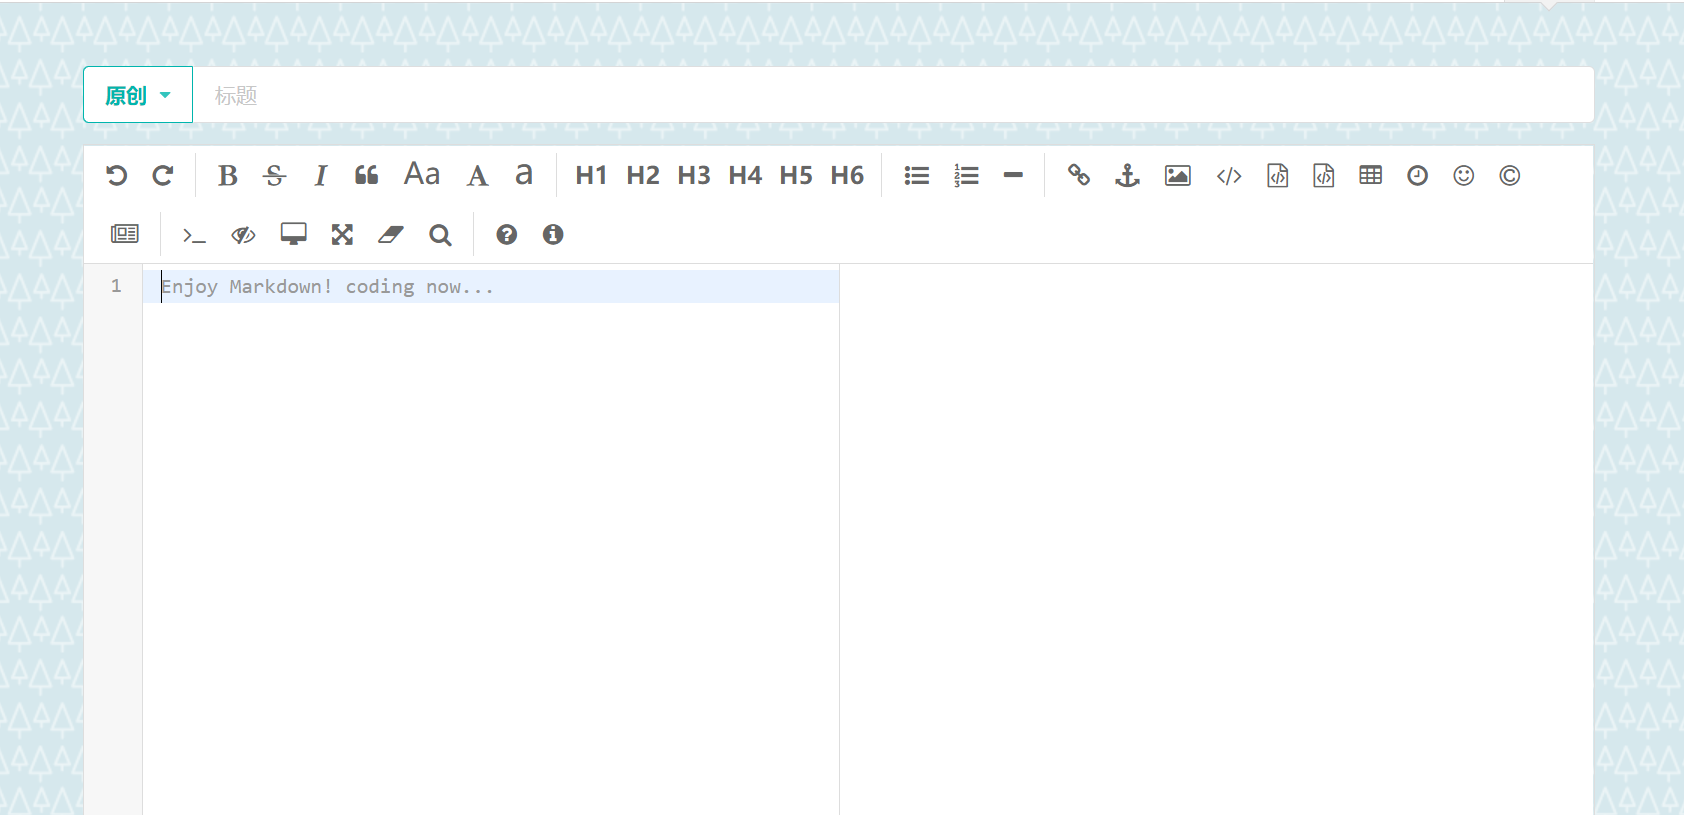 原创 标题
B S I “ Aa A a H1 H2 H3 H4 H5 H6 </> ©
>_ ? i
1 Enjoy Markdown! coding now...